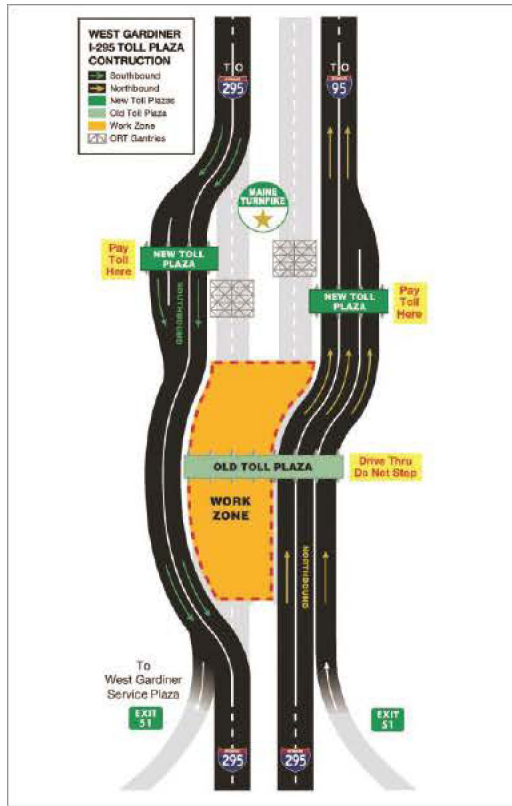 WEST GARDINER
I-295 TOLL PLAZA
CONSTRUCTION
Southbound
Northbound
New Toll Plazas
Old Toll Plaza
Work Zone
ORT Gantries
TO
295
TO
95
MAINE
TURNPIKE
Pay
Toll
Here
NEW TOLL
PLAZA
SOUTHBOUND
NEW TOLL
PLAZA
Pay
Toll
Here
OLD TOLL PLAZA
Drive Thru
Do Not Stop
WORK
ZONE
NORTHBOUND
To
West Gardiner
Service Plaza
EXIT
51
EXIT
51
295
295